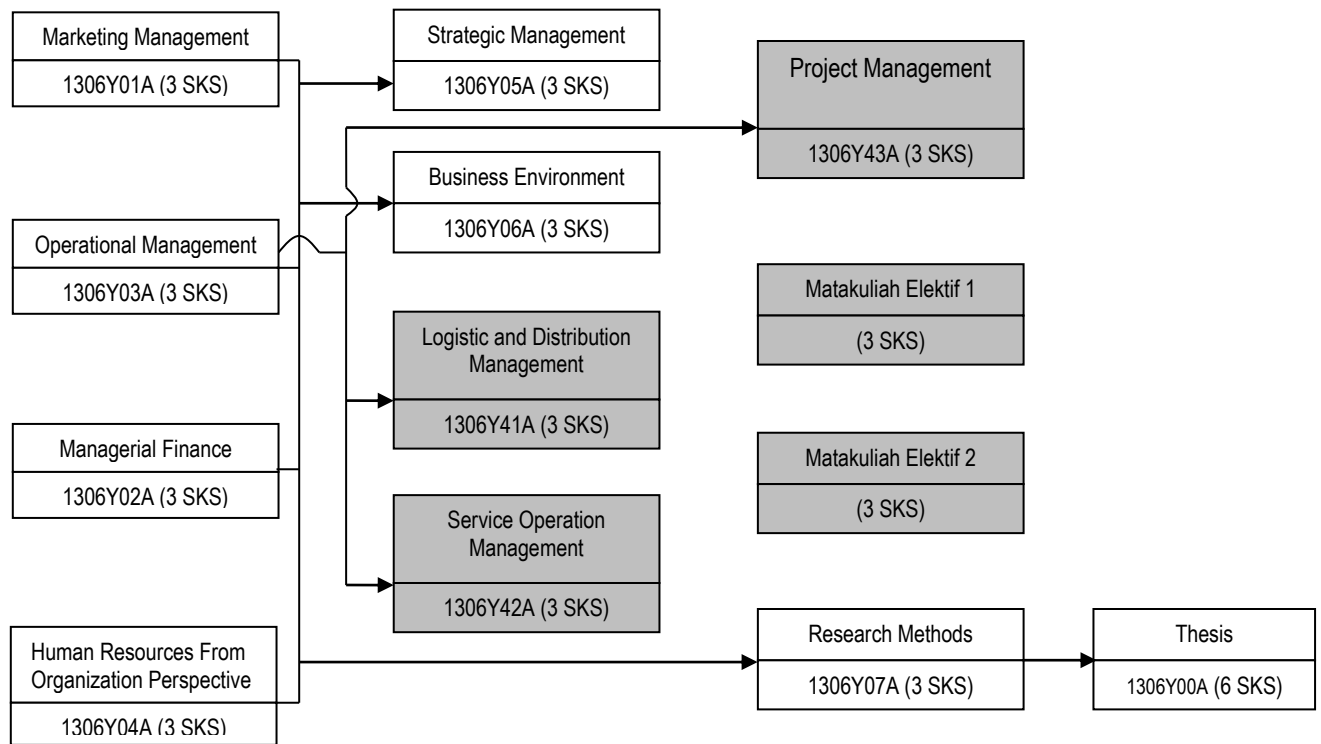 Marketing Management
1306Y01A (3 SKS)
Operational Management
1306Y03A (3 SKS)
Managerial Finance
1306Y02A (3 SKS)
Human Resources From
Organization Perspective
1306Y04A (3 SKS)
Strategic Management
1306Y05A (3 SKS)
Business Environment
1306Y06A (3 SKS)
Logistic and Distribution
Management
1306Y41A (3 SKS)
Service Operation
Management
1306Y42A (3 SKS)
Project Management
1306Y43A (3 SKS)
Matakuliah Elektif 1
(3 SKS)
Matakuliah Elektif 2
(3 SKS)
Research Methods
1306Y07A (3 SKS)
Thesis
1306Y00A (6 SKS)